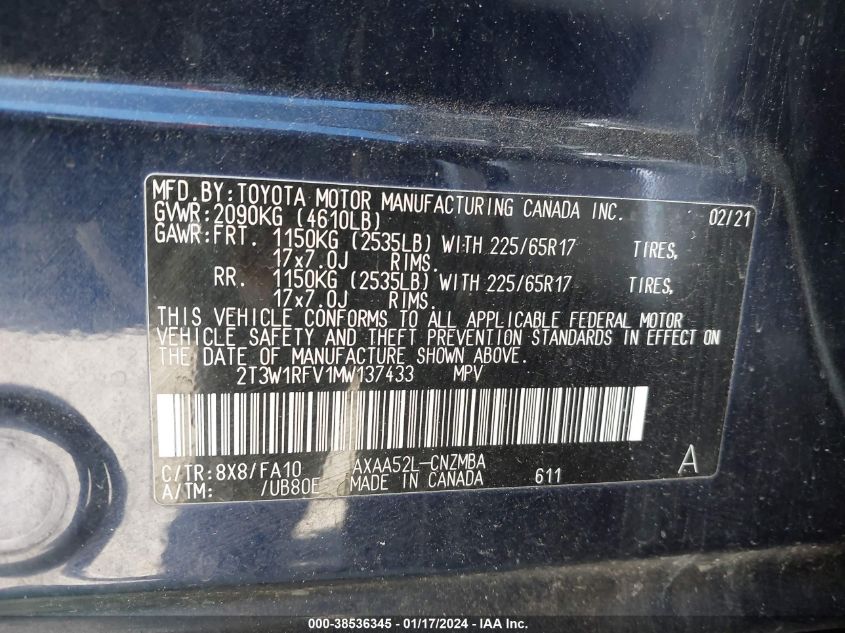 MFD.BY:TOYOTA MOTOR MANUFACTURING CANADA INC. 02/21
GVWR:2090KG (4610LB)
GAWR:FRT. 1150KG (2535LB) WITH 225/65R17 TIRES,
17x7.0J RIMS.
RR. 1150KG (2535LB) WITH 225/65R17 TIRES,
17x7.0J RIMS.
THIS VEHICLE CONFORMS TO ALL APPLICABLE FEDERAL MOTOR
VEHICLE SAFETY AND THEFT PREVENTION STANDARDS IN EFFECT ON
THE DATE OF MANUFACTURE SHOWN ABOVE.
2T3W1RFV1MW137433 MPV
C/TR:8X8/FA10 AXAA52L-CNZMBA A
A/TM: /UB80E MADE IN CANADA 611
000-38536345 - 01/17/2024 - IAA Inc.